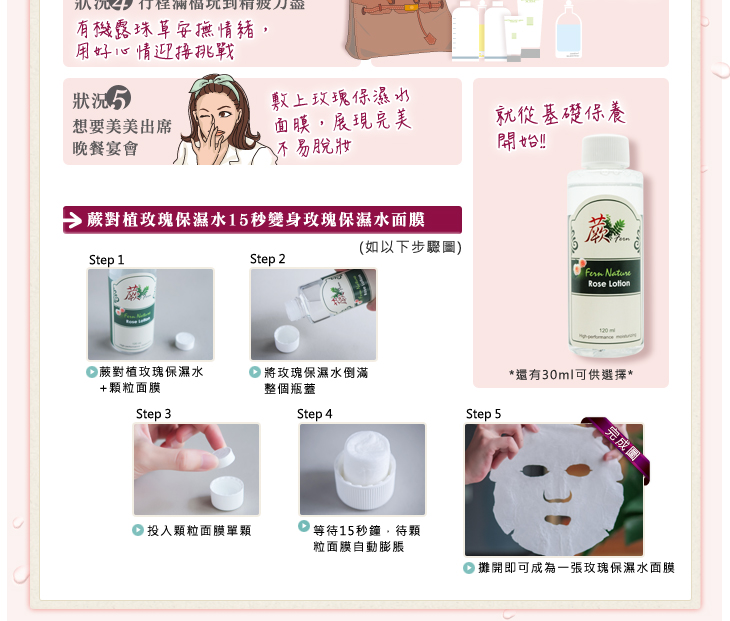 狀況4 行程滿檔玩到精疲力盡
有機露珠草安撫情緒，
用好心情迎接挑戰
狀況5
想要美美出席
晚餐宴會
敷上玫瑰保濕水
面膜，展現完美
不易脫妝
就從基礎保養
開始!!
蕨
Fern
Fern Nature
Rose Lotion
120 ml
High-performance moisturizing
*還有30ml可供選擇*
蕨對植玫瑰保濕水15秒變身玫瑰保濕水面膜
(如以下步驟圖)
Step 1
蕨對植玫瑰保濕水
+顆粒面膜
Step 2
將玫瑰保濕水倒滿
整個瓶蓋
Step 3
投入顆粒面膜單顆
Step 4
等待15秒鐘，待顆
粒面膜自動膨脹
Step 5
完成圖
攤開即可成為一張玫瑰保濕水面膜